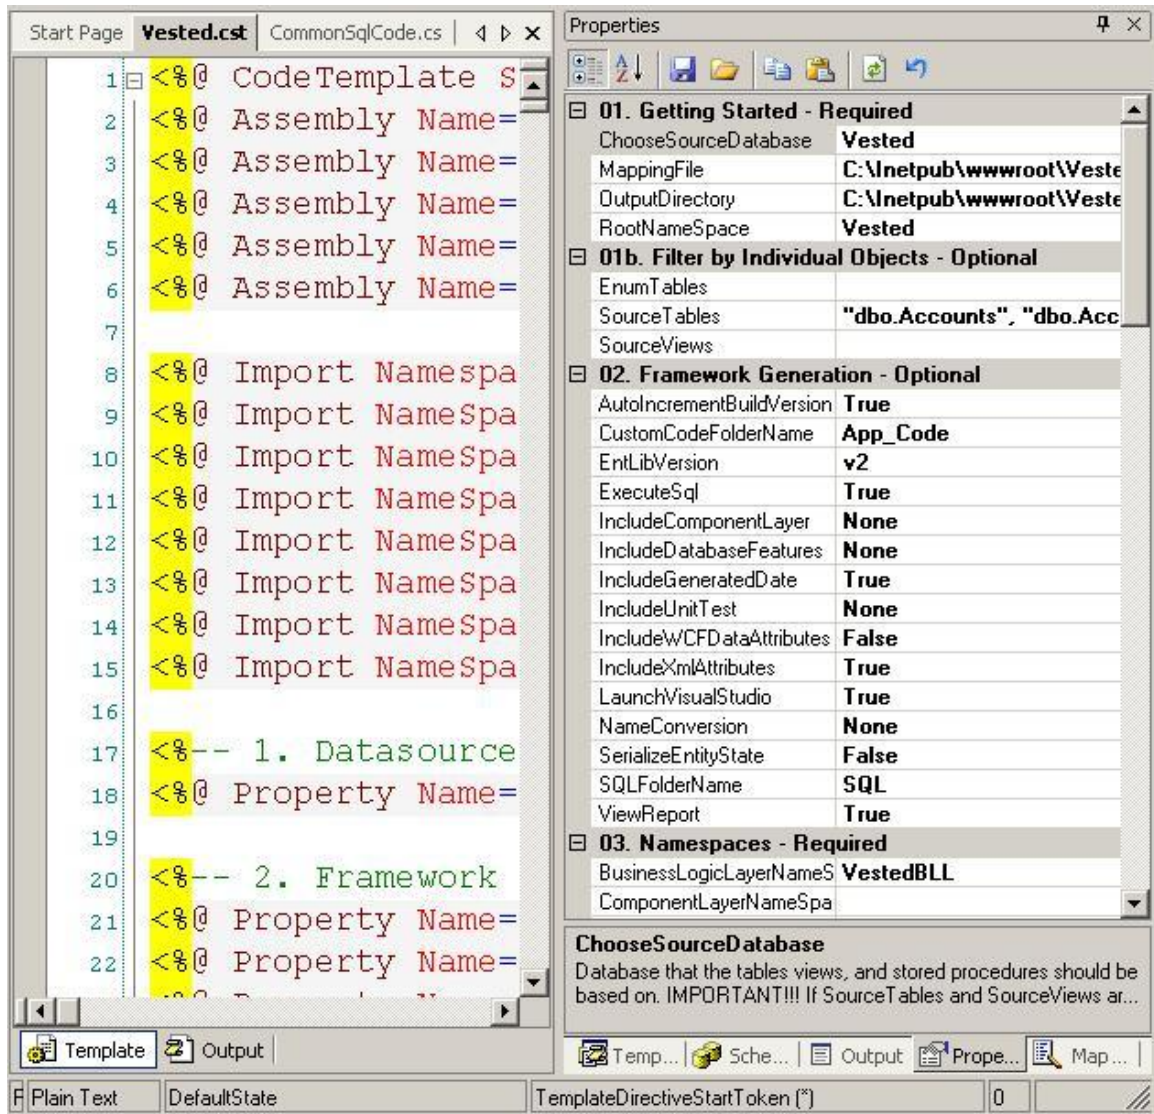 Start Page Vested.cst CommonSqlCode.cs
1 <%@ CodeTemplate S
2 <%@ Assembly Name=
3 <%@ Assembly Name=
4 <%@ Assembly Name=
5 <%@ Assembly Name=
6 <%@ Assembly Name=
7
8 <%@ Import Namespa
9 <%@ Import NameSpa
10 <%@ Import NameSpa
11 <%@ Import NameSpa
12 <%@ Import NameSpa
13 <%@ Import NameSpa
14 <%@ Import NameSpa
15 <%@ Import NameSpa
16
17 <%-- 1. Datasource
18 <%@ Property Name=
19
20 <%-- 2. Framework
21 <%@ Property Name=
22 <%@ Property Name=
Template Output
Properties
01. Getting Started - Required
ChooseSourceDatabase Vested
MappingFile C:\Inetpub\wwwroot\Veste
OutputDirectory C:\Inetpub\wwwroot\Veste
RootNameSpace Vested
01b. Filter by Individual Objects - Optional
EnumTables
SourceTables "dbo.Accounts", "dbo.Acc
SourceViews
02. Framework Generation - Optional
AutoIncrementBuildVersion True
CustomCodeFolderName App_Code
EntLibVersion v2
ExecuteSql True
IncludeComponentLayer None
IncludeDatabaseFeatures None
IncludeGeneratedDate True
IncludeUnitTest None
IncludeWCFDataAttributes False
IncludeXmlAttributes True
LaunchVisualStudio True
NameConversion None
SerializeEntityState False
SQLFolderName SQL
ViewReport True
03. Namespaces - Required
BusinessLogicLayerNameS VestedBLL
ComponentLayerNameSpa
ChooseSourceDatabase
Database that the tables views, and stored procedures should be
based on. IMPORTANT!!! If SourceTables and SourceViews ar...
Temp... Sche... Output Prope... Map ...
Plain Text DefaultState TemplateDirectiveStartToken (*) 0